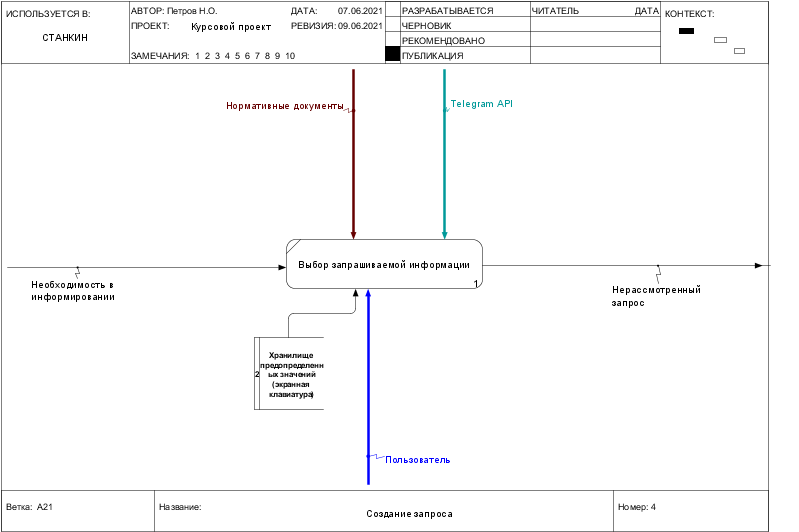 ИСПОЛЬЗУЕТСЯ В:
СТАНКИН
АВТОР: Петров Н.О.
ДАТА: 07.06.2021
ПРОЕКТ: Курсовой проект
РЕВИЗИЯ: 09.06.2021
ЗАМЕЧАНИЯ: 1 2 3 4 5 6 7 8 9 10
РАЗРАБАТЫВАЕТСЯ
ЧЕРНОВИК
РЕКОМЕНДОВАНО
ПУБЛИКАЦИЯ
ЧИТАТЕЛЬ
ДАТА
КОНТЕКСТ:
Нормативные документы
Telegram API
Выбор запрашиваемой информации
1
Необходимость в
информировании
Нерассмотренный
запрос
2
Хранилище
предопределенн
ых значений
(экранная
клавиатура)
Пользователь
Ветка: A21
Название:
Создание запроса
Номер: 4